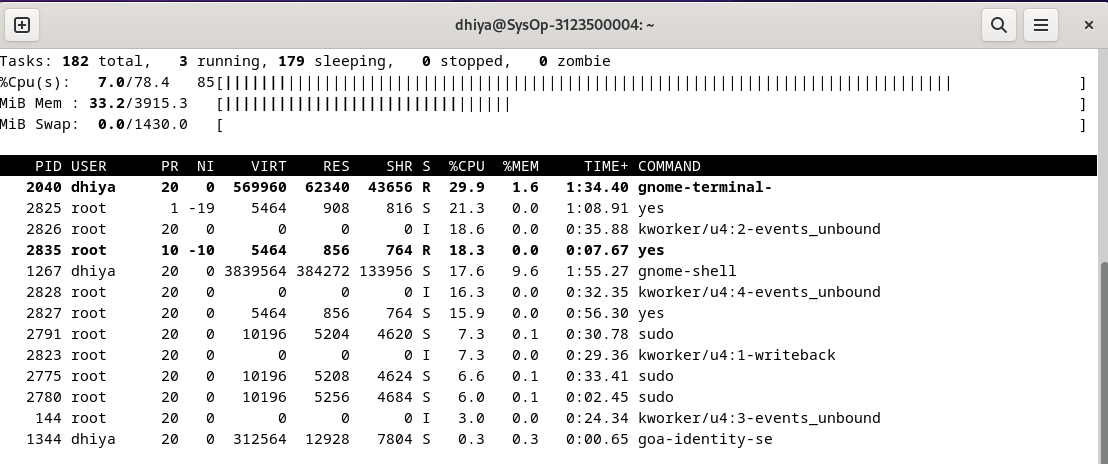 dhiya@SysOp-3123500004: ~
Tasks: 182 total, 3 running, 179 sleeping, 0 stopped, 0 zombie
%Cpu(s): 7.0/78.4 85[||||||||||||||||||||||||||||||||||||||||||||||||||||||||||||||||||||||||||||||||| ]
MiB Mem : 33.2/3915.3 [|||||||||||||||||||||||||||||||| ]
MiB Swap: 0.0/1430.0 [ ]
PID USER PR NI VIRT RES SHR S %CPU %MEM TIME+ COMMAND
2040 dhiya 20 0 569960 62340 43656 R 29.9 1.6 1:34.40 gnome-terminal-
2825 root 1 -19 5464 908 816 S 21.3 0.0 1:08.91 yes
2826 root 20 0 0 0 0 I 18.6 0.0 0:35.88 kworker/u4:2-events_unbound
2835 root 10 -10 5464 856 764 R 18.3 0.0 0:07.67 yes
1267 dhiya 20 0 3839564 384272 133956 S 17.6 9.6 1:55.27 gnome-shell
2828 root 20 0 0 0 0 I 16.3 0.0 0:32.35 kworker/u4:4-events_unbound
2827 root 20 0 5464 856 764 S 15.9 0.0 0:56.30 yes
2791 root 20 0 10196 5204 4620 S 7.3 0.1 0:30.78 sudo
2823 root 20 0 0 0 0 I 7.3 0.0 0:29.36 kworker/u4:1-writeback
2775 root 20 0 10196 5208 4624 S 6.6 0.1 0:33.41 sudo
2780 root 20 0 10196 5256 4684 S 6.0 0.1 0:02.45 sudo
144 root 20 0 0 0 0 I 3.0 0.0 0:24.34 kworker/u4:3-events_unbound
1344 dhiya 20 0 312564 12928 7804 S 0.3 0.3 0:00.65 goa-identity-se